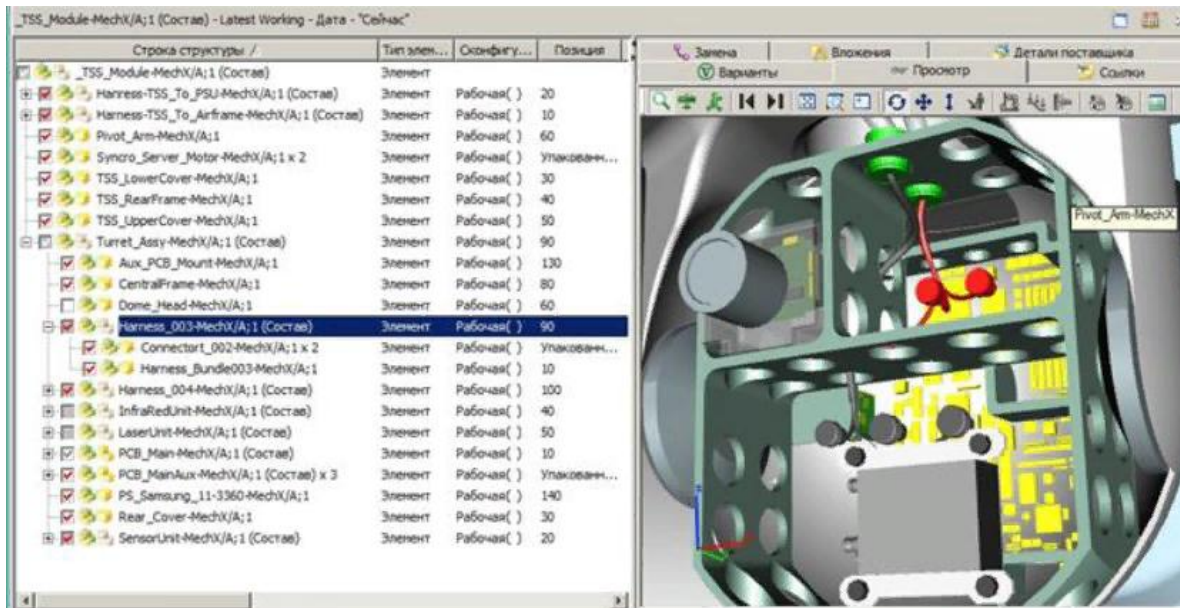 _TSS_Module-MechX/A;1 (Состав) - Latest Working - Дата - "Сейчас"
Строка структуры / Тип элем... Сконфигу... Позиция
_TSS_Module-MechX/A;1 (Состав) Элемент
Harness-TSS_To_PSU-MechX/A;1 (Состав) Элемент Рабочая( ) 20
Harness-TSS_To_Airframe-MechX/A;1 (Состав) Элемент Рабочая( ) 10
Pivot_Arm-MechX/A;1 Элемент Рабочая( ) 60
Syncro_Server_Motor-MechX/A;1 x 2 Элемент Рабочая( ) Упакованн...
TSS_LowerCover-MechX/A;1 Элемент Рабочая( ) 30
TSS_RearFrame-MechX/A;1 Элемент Рабочая( ) 40
TSS_UpperCover-MechX/A;1 Элемент Рабочая( ) 50
Turret_Assy-MechX/A;1 (Состав) Элемент Рабочая( ) 90
Aux_PCB_Mount-MechX/A;1 Элемент Рабочая( ) 130
CentralFrame-MechX/A;1 Элемент Рабочая( ) 80
Dome_Head-MechX/A;1 Элемент Рабочая( ) 60
Harness_003-MechX/A;1 (Состав) Элемент Рабочая( ) 90
Connectort_002-MechX/A;1 x 2 Элемент Рабочая( ) Упакованн...
Harness_Bundle003-MechX/A;1 Элемент Рабочая( ) 10
Harness_004-MechX/A;1 (Состав) Элемент Рабочая( ) 100
InfraRedUnit-MechX/A;1 (Состав) Элемент Рабочая( ) 40
LaserUnit-MechX/A;1 (Состав) Элемент Рабочая( ) 50
PCB_Main-MechX/A;1 (Состав) Элемент Рабочая( ) 10
PCB_MainAux-MechX/A;1 (Состав) x 3 Элемент Рабочая( ) Упакованн...
PS_Samsung_11-3360-MechX/A;1 Элемент Рабочая( ) 140
Rear_Cover-MechX/A;1 Элемент Рабочая( ) 30
SensorUnit-MechX/A;1 (Состав) Элемент Рабочая( ) 20
Замена Вложения Детали поставщика
Варианты Просмотр Ссылки
Pivot_Arm-MechX